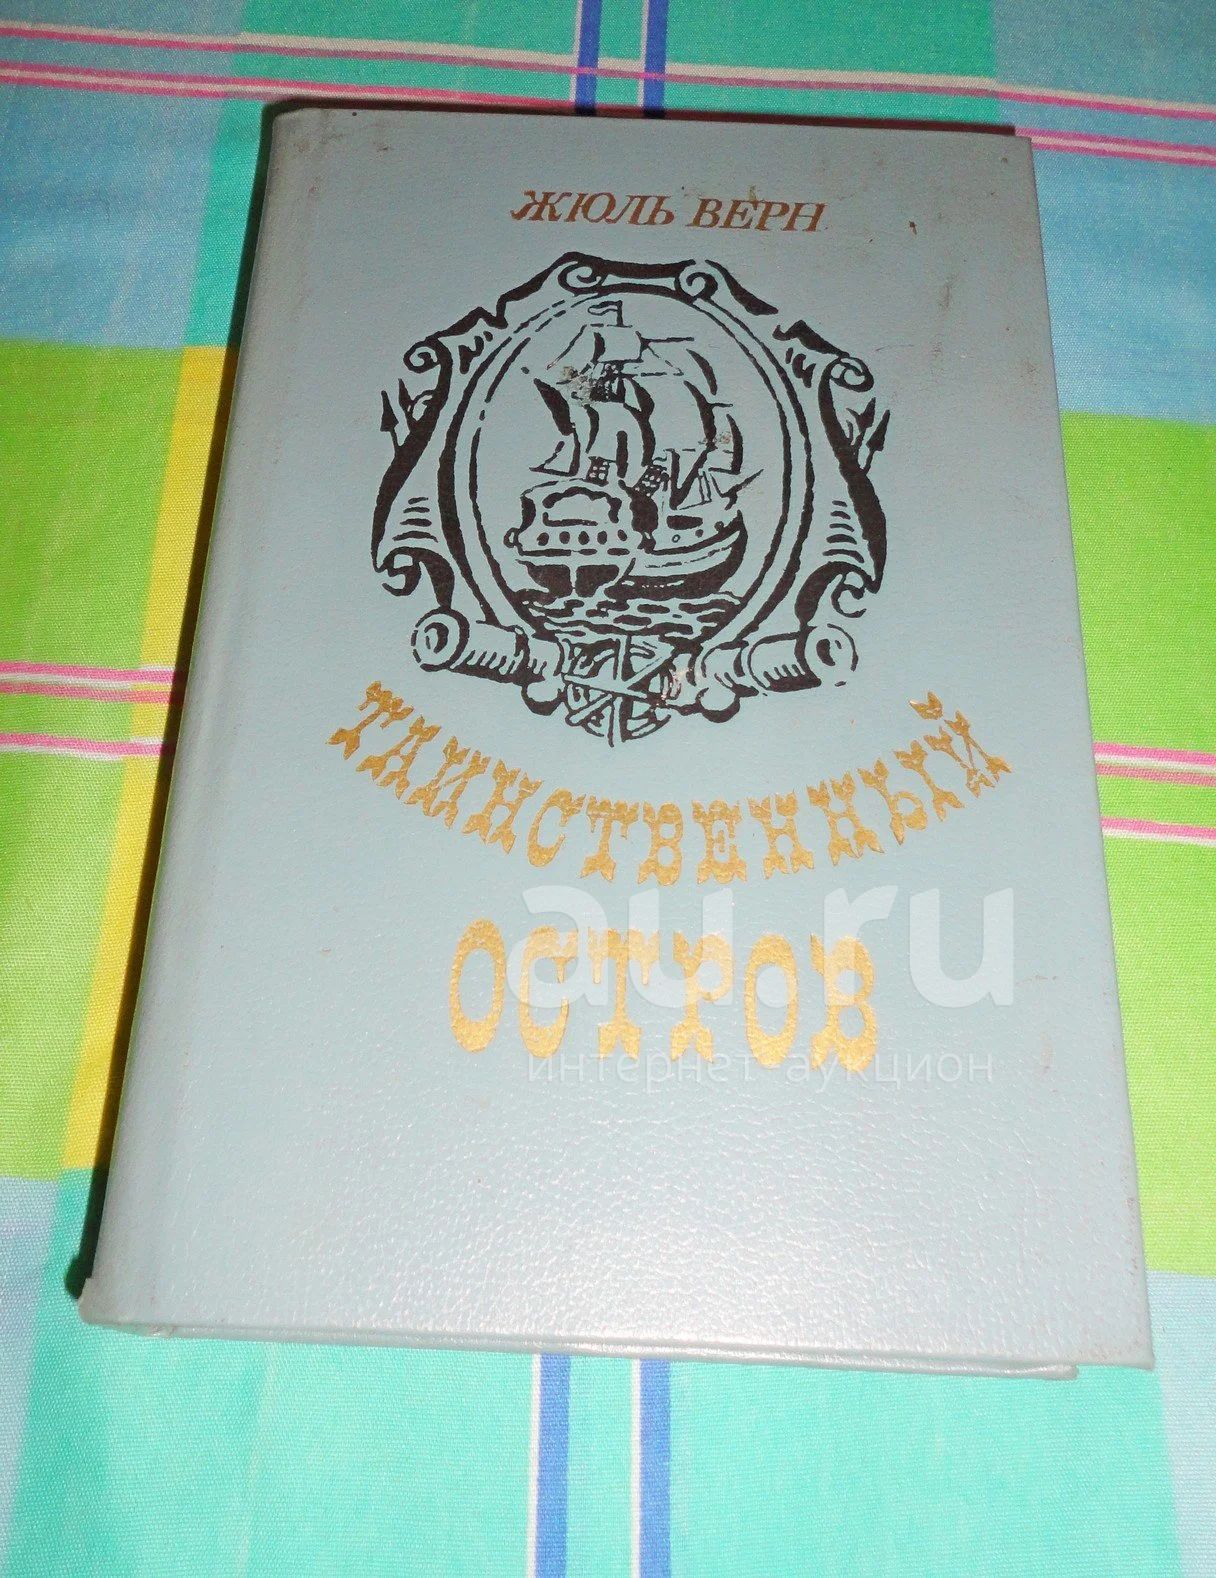 ЖЮЛЬ ВЕРН
ТАИНСТВЕННЫЙ
ОСТРОВ
au.ru
интернет-аукцион